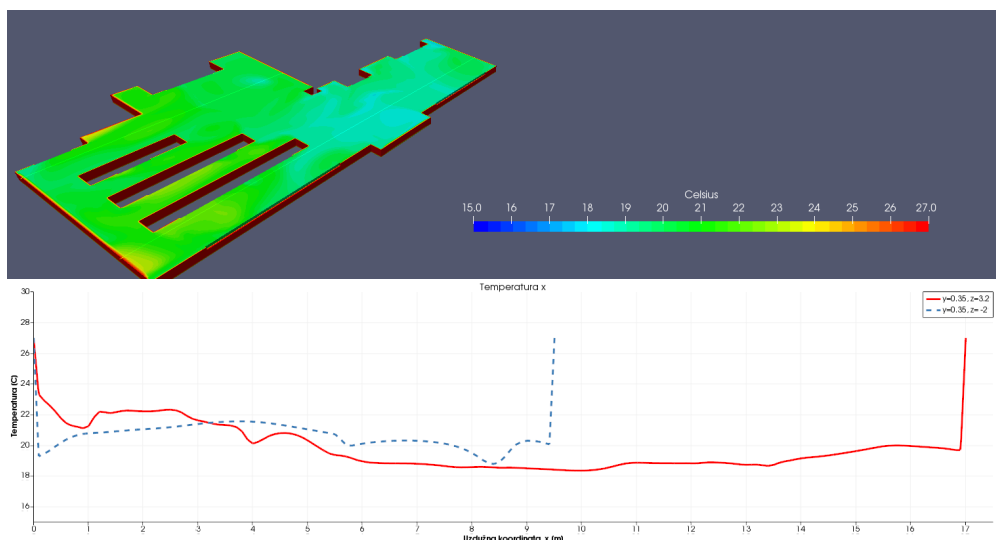 Celsius
15.0 16 17 18 19 20 21 22 23 24 25 26 27.0
Temperatura x
30
28
26
24
22
20
18
16
Temperatura (C)
y=0.35, z=3.2
y=0.35, z= -2
0 1 2 3 4 5 6 7 8 9 10 11 12 13 14 15 16 17
Uzdužna koordinata, x (m)